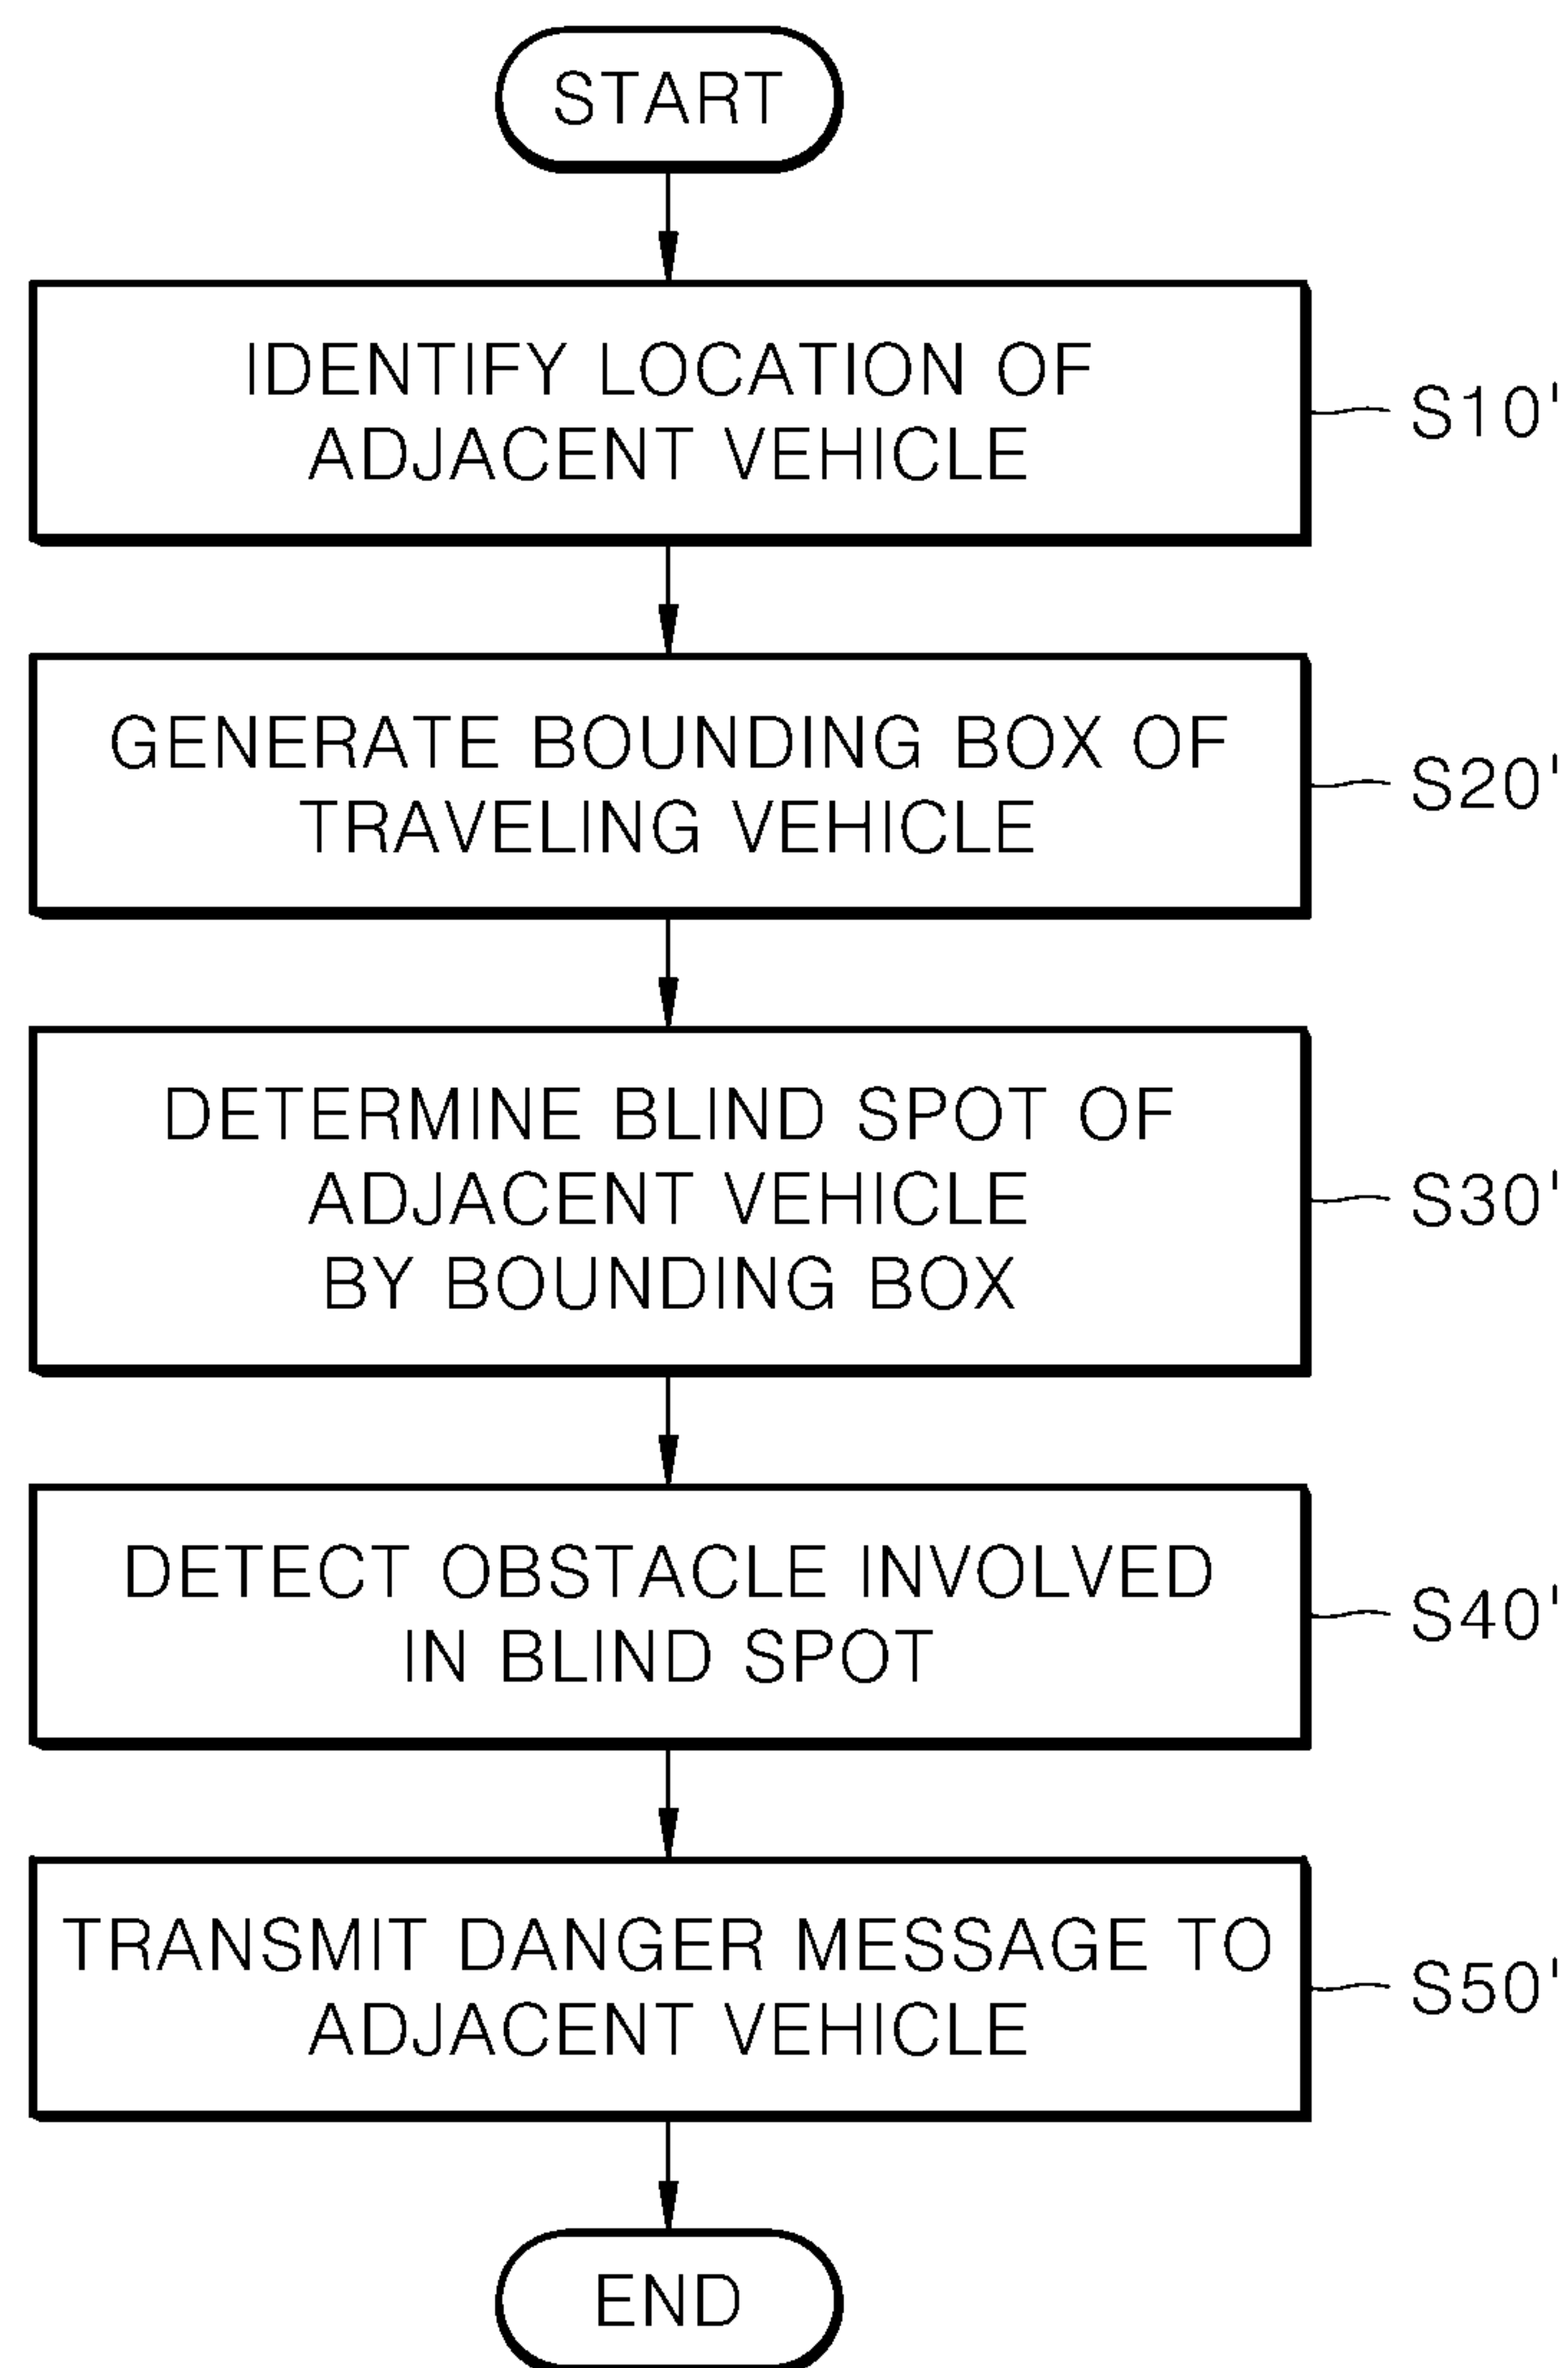 START
IDENTIFY LOCATION OF
ADJACENT VEHICLE
S10'
GENERATE BOUNDING BOX OF
TRAVELING VEHICLE
S20'
DETERMINE BLIND SPOT OF
ADJACENT VEHICLE
BY BOUNDING BOX
S30'
DETECT OBSTACLE INVOLVED
IN BLIND SPOT
S40'
TRANSMIT DANGER MESSAGE TO
ADJACENT VEHICLE
S50'
END